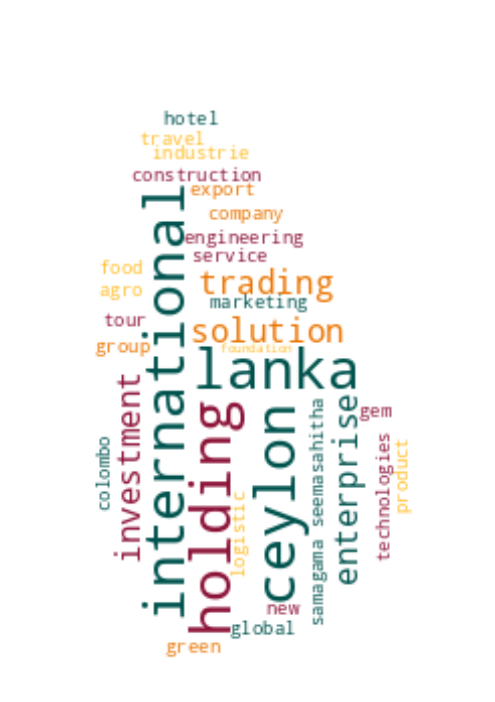 hotel
travel
industrie
construction
export
company
engineering
service
food
trading
agro
marketing
tour
solution
group
foundation
lanka
international
investment
holding
ceylon
enterprise
gem
colombo
logistic
samagama seemasahitha
technologies
product
new
global
green